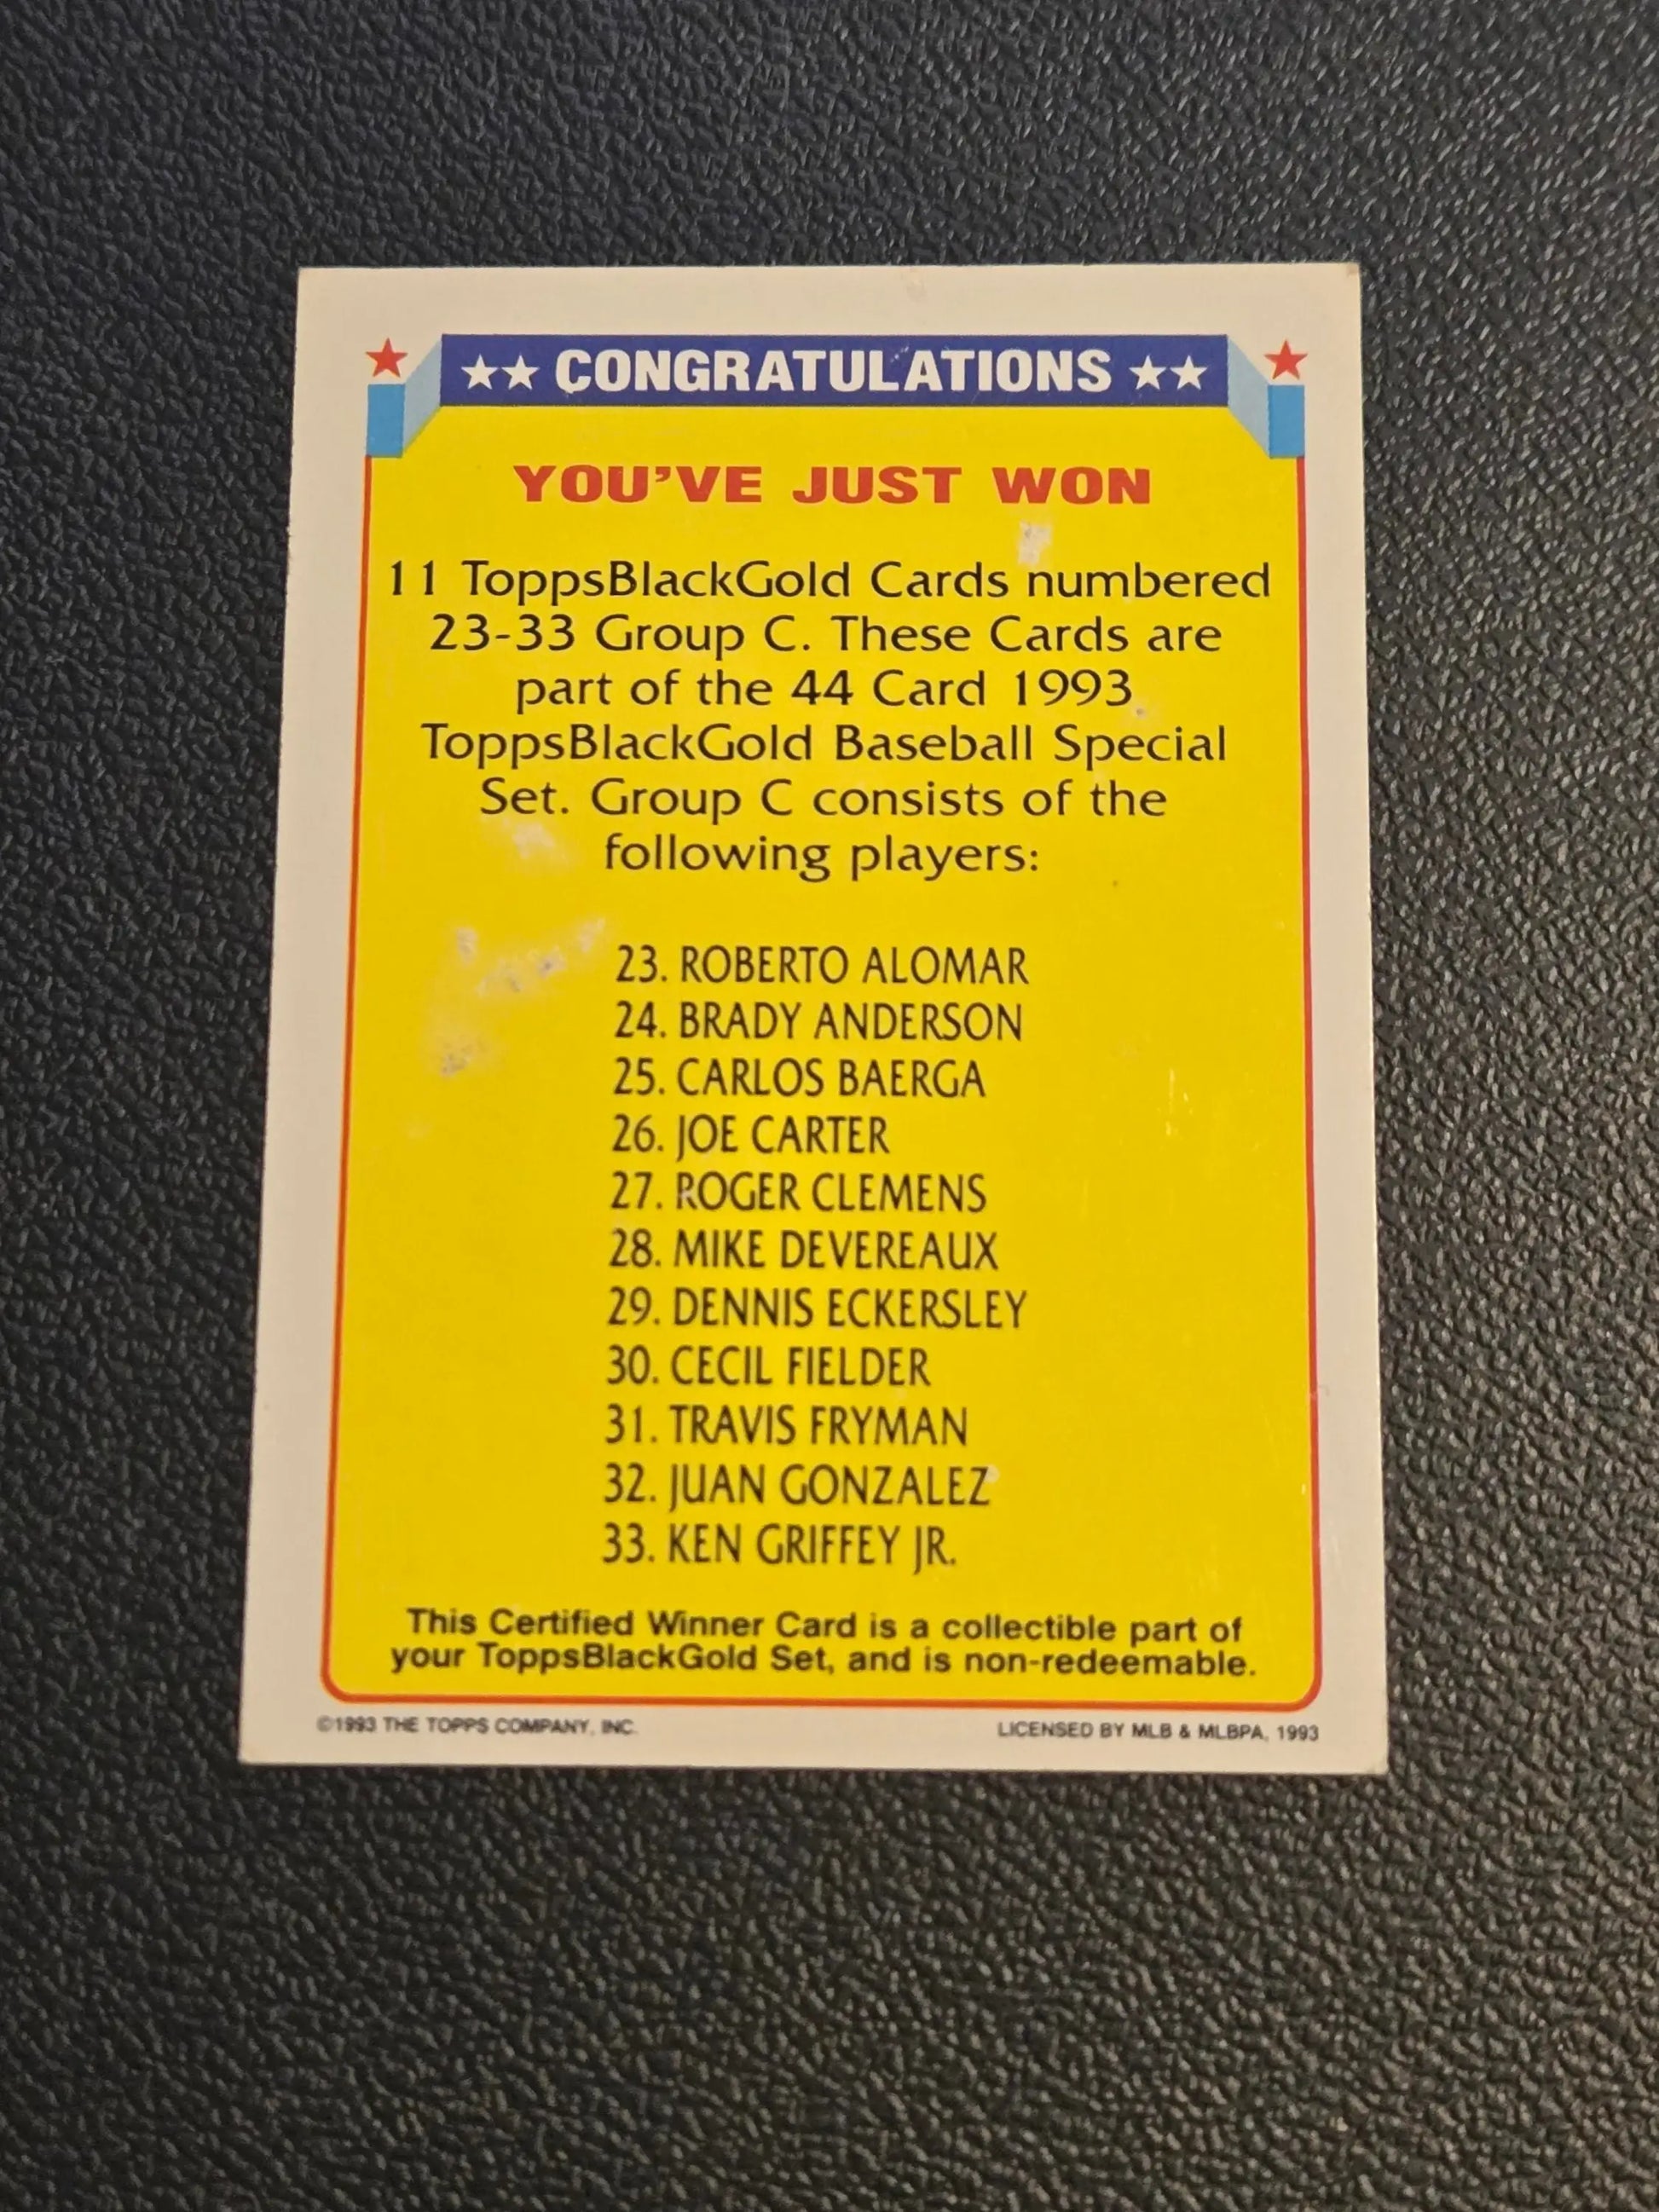 CONGRATULATIONS
YOU'VE JUST WON
11 ToppsBlackGold Cards numbered
23-33 Group C. These Cards are
part of the 44 Card 1993
ToppsBlackGold Baseball Special
Set. Group C consists of the
following players:
23. ROBERTO ALOMAR
24. BRADY ANDERSON
25. CARLOS BAERGA
26. JOE CARTER
27. ROGER CLEMENS
28. MIKE DEVEREAUX
29. DENNIS ECKERSLEY
30. CECIL FIELDER
31. TRAVIS FRYMAN
32. JUAN GONZALEZ
33. KEN GRIFFEY JR.
This Certified Winner Card is a collectible part of
your ToppsBlackGold Set, and is non-redeemable.
©1993 THE TOPPS COMPANY, INC. LICENSED BY MLB & MLBPA, 1993